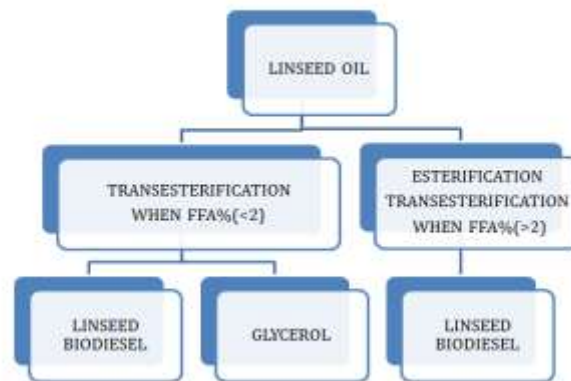 LINSEED OIL
TRANSESTERIFICATION
WHEN FFA%(<2)
ESTERIFICATION
TRANSESTERIFICATION
WHEN FFA%(>2)
LINSEED
BIODIESEL
GLYCEROL
LINSEED
BIODIESEL